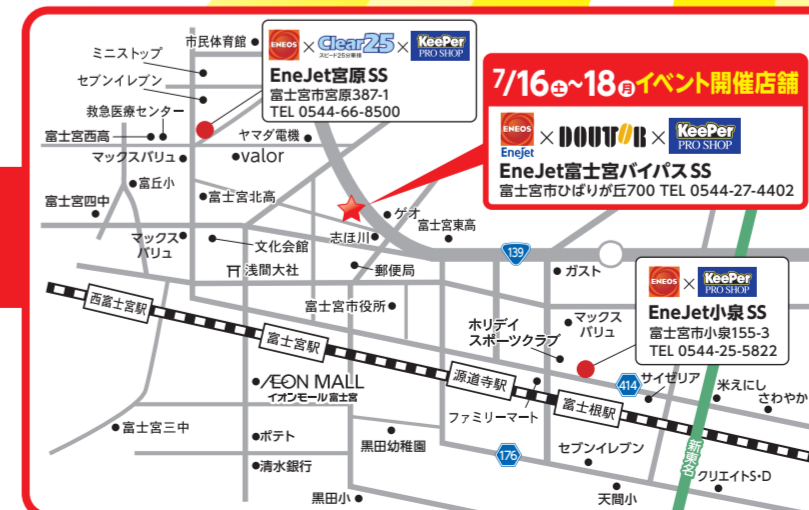 ENEOS × Clear25 × KeePer PRO SHOP
スピード25分車検
EneJet宮原SS
富士宮市宮原387-1
TEL 0544-66-8500
7/16土~18月イベント開催店舗
ENEOS EneJet × DOUTOR × KeePer PRO SHOP
EneJet富士宮バイパスSS
富士宮市ひばりが丘700 TEL 0544-27-4402
ENEOS × KeePer PRO SHOP
EneJet小泉SS
富士宮市小泉155-3
TEL 0544-25-5822
市民体育館
ミニストップ
セブンイレブン
救急医療センター
富士宮西高
マックスバリュ
ヤマダ電機
valor
富丘小
富士宮四中
富士宮北高
マックス
バリュ
文化会館
浅間大社
ゲオ
富士宮東高
志ほ川
郵便局
139
ガスト
西富士宮駅
富士宮市役所
富士宮駅
ホリデイ
スポーツクラブ
マックス
バリュ
源道寺駅
414
サイゼリア
米えにし
さわやか
ÆON MALL
イオンモール富士宮
ファミリーマート
富士根駅
富士宮三中
ポテト
黒田幼稚園
清水銀行
176
セブンイレブン
新東名
クリエイトS・D
黒田小
天間小